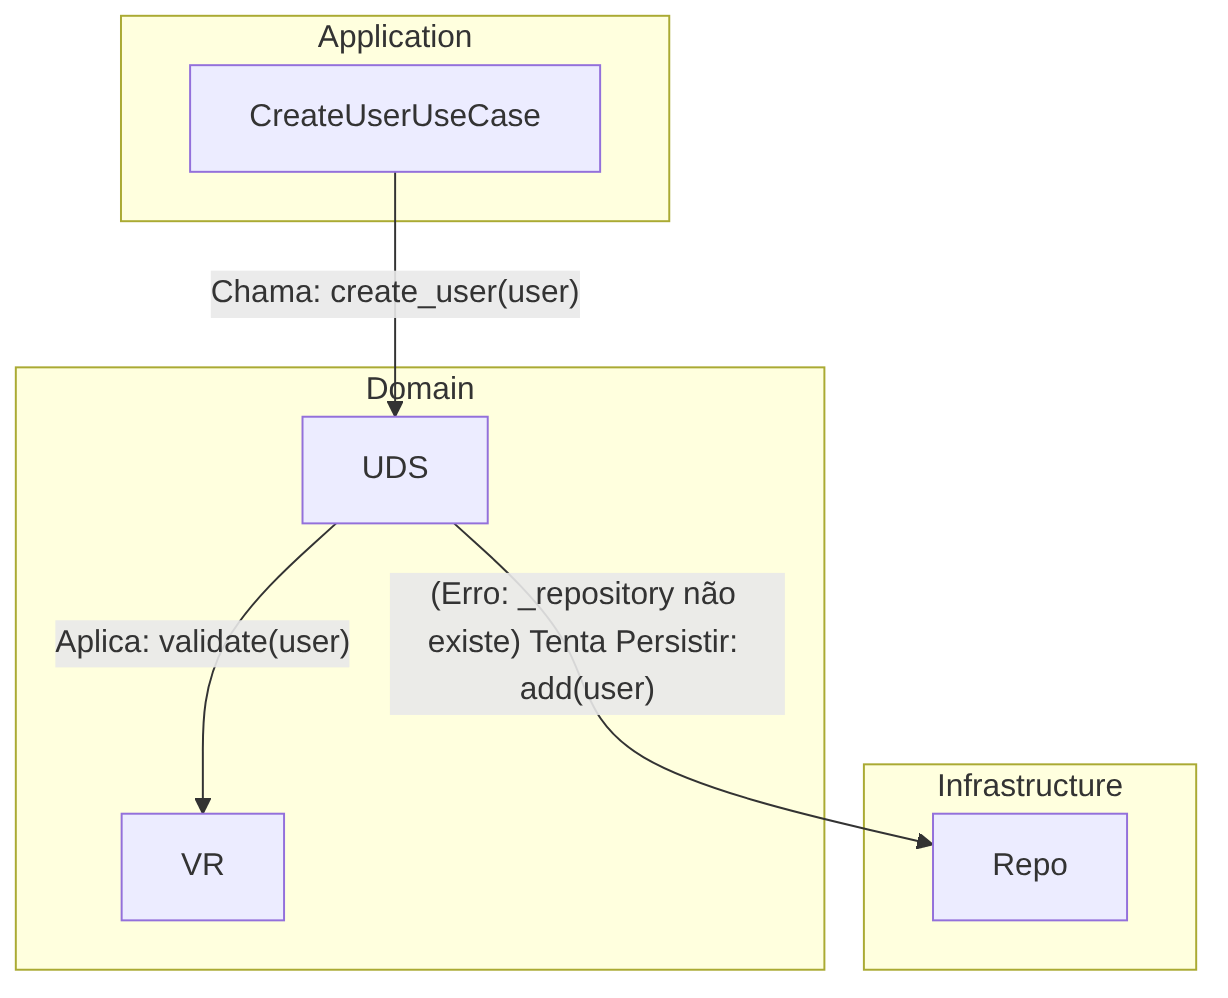 Application
CreateUserUseCase
Chama: create_user(user)
Domain
UDS
(Erro: _repository não
existe) Tenta Persistir:
add(user)
Aplica: validate(user)
Infrastructure
VR
Repo